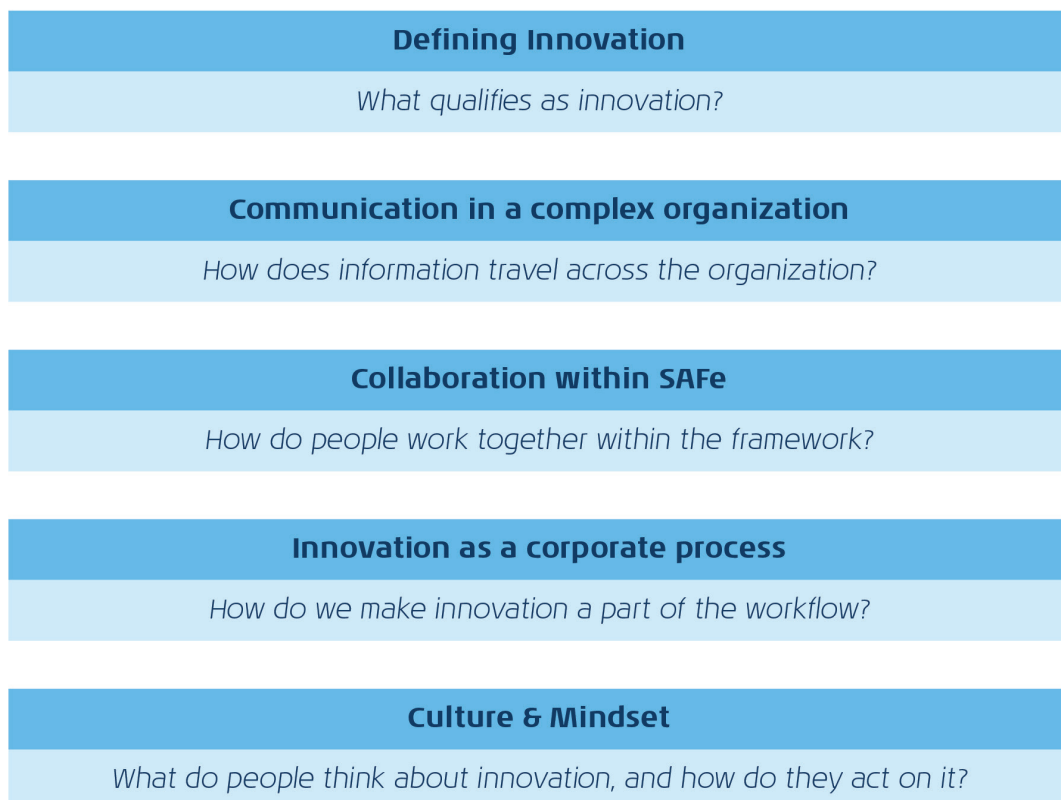 Defining Innovation
What qualifies as innovation?
Communication in a complex organization
How does information travel across the organization?
Collaboration within SAFe
How do people work together within the framework?
Innovation as a corporate process
How do we make innovation a part of the workflow?
Culture & Mindset
What do people think about innovation, and how do they act on it?